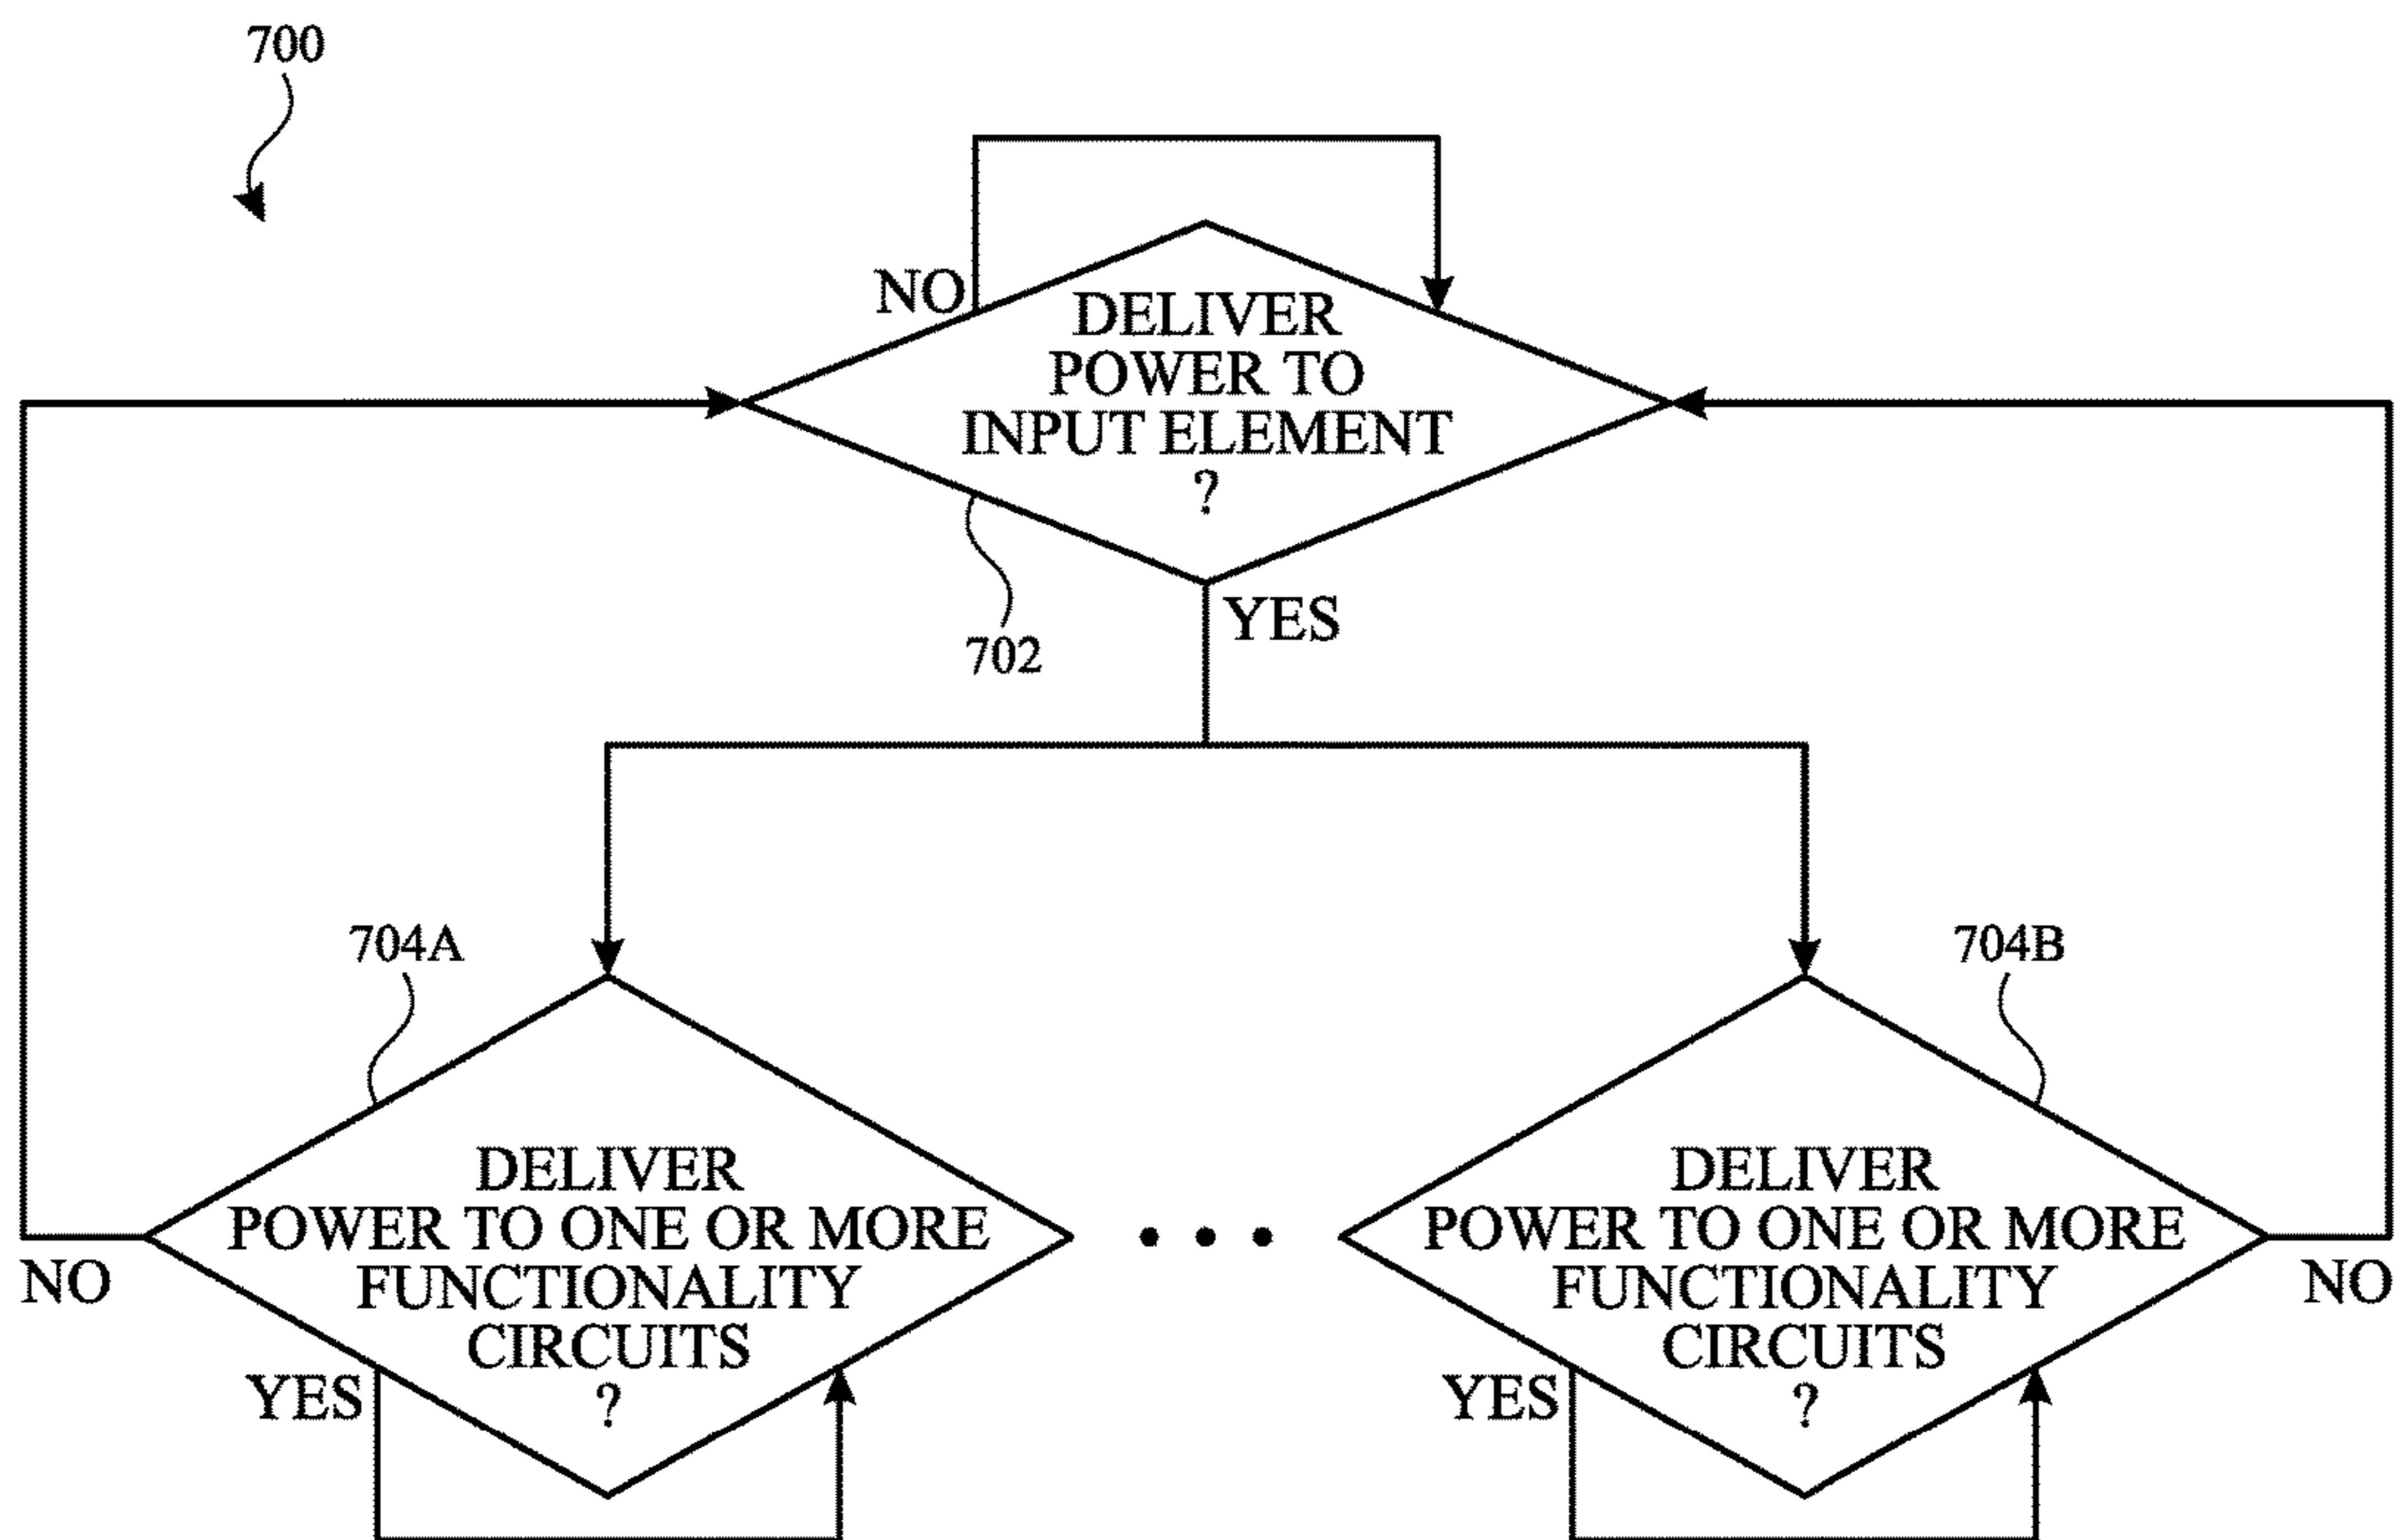 700
NO
DELIVER
POWER TO
INPUT ELEMENT
?
YES
702
704A
704B
DELIVER
POWER TO ONE OR MORE
FUNCTIONALITY
CIRCUITS
?
NO
YES
DELIVER
POWER TO ONE OR MORE
FUNCTIONALITY
CIRCUITS
?
NO
YES